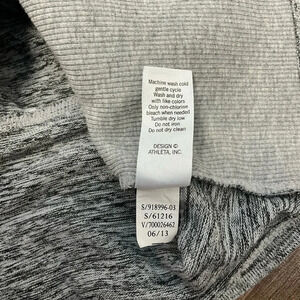 Machine wash cold
gentle cycle
Wash and dry
with like colors
Only non-chlorine
bleach when needed
Tumble dry low
Do not iron
Do not dry clean
DESIGN ©
ATHLETA, INC.
S/918996-03
S/61216
V/700026462
06/13